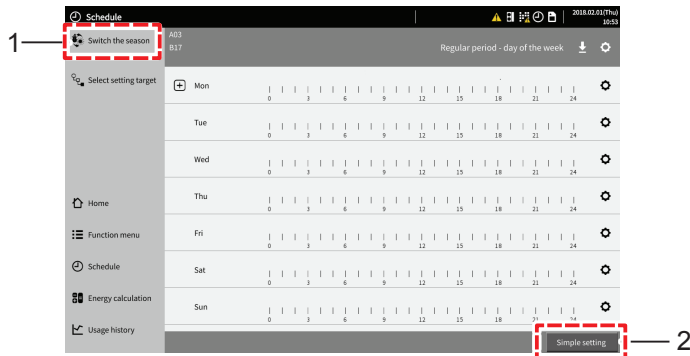 Schedule
2018.02.01(Thu)
10:53
1
Switch the season
A03
B17
Regular period - day of the week
Select setting target
Mon
0 3 6 9 12 15 18 21 24
Tue
0 3 6 9 12 15 18 21 24
Wed
0 3 6 9 12 15 18 21 24
Thu
0 3 6 9 12 15 18 21 24
Home
Fri
0 3 6 9 12 15 18 21 24
Function menu
Sat
0 3 6 9 12 15 18 21 24
Schedule
Energy calculation
Sun
0 3 6 9 12 15 18 21 24
Usage history
Simple setting
2